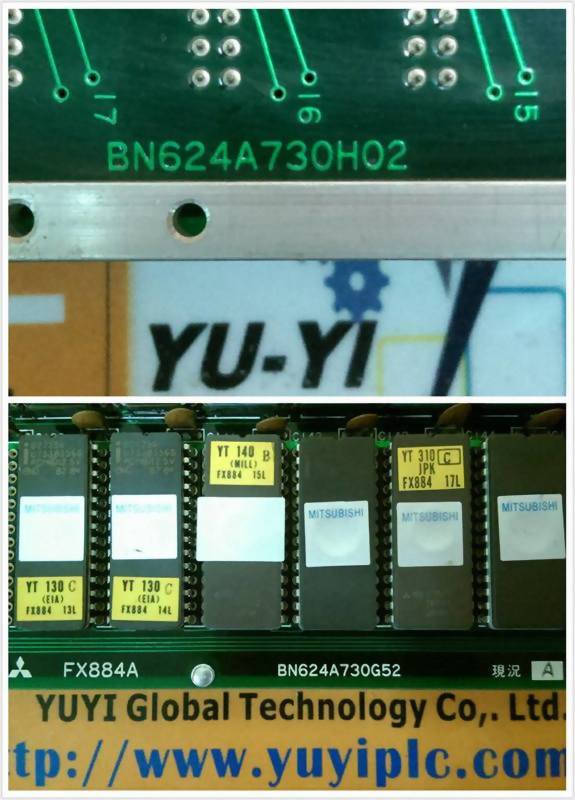 17
16
15
BN624A730H02
YU-YI
YT 140 B
(MILL)
FX884 15L
YT 310 C
JPK
FX884 17L
MITSUBISHI
MITSUBISHI
MITSUBISHI
MITSUBISHI
MITSUBISHI
YT 130 C
(EIA)
FX884 13L
YT 130 C
(EIA)
FX884 14L
FX884A
BN624A730G52
現況 A
YUYI Global Technology Co,. Ltd.
tp://www.yuyiplc.com